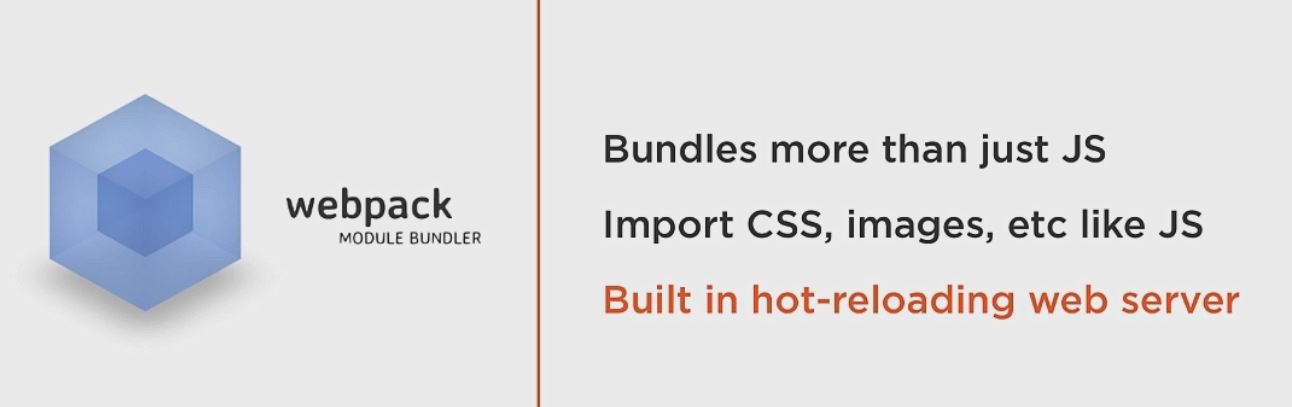 webpack
MODULE BUNDLER
Bundles more than just JS
Import CSS, images, etc like JS
Built in hot-reloading web server